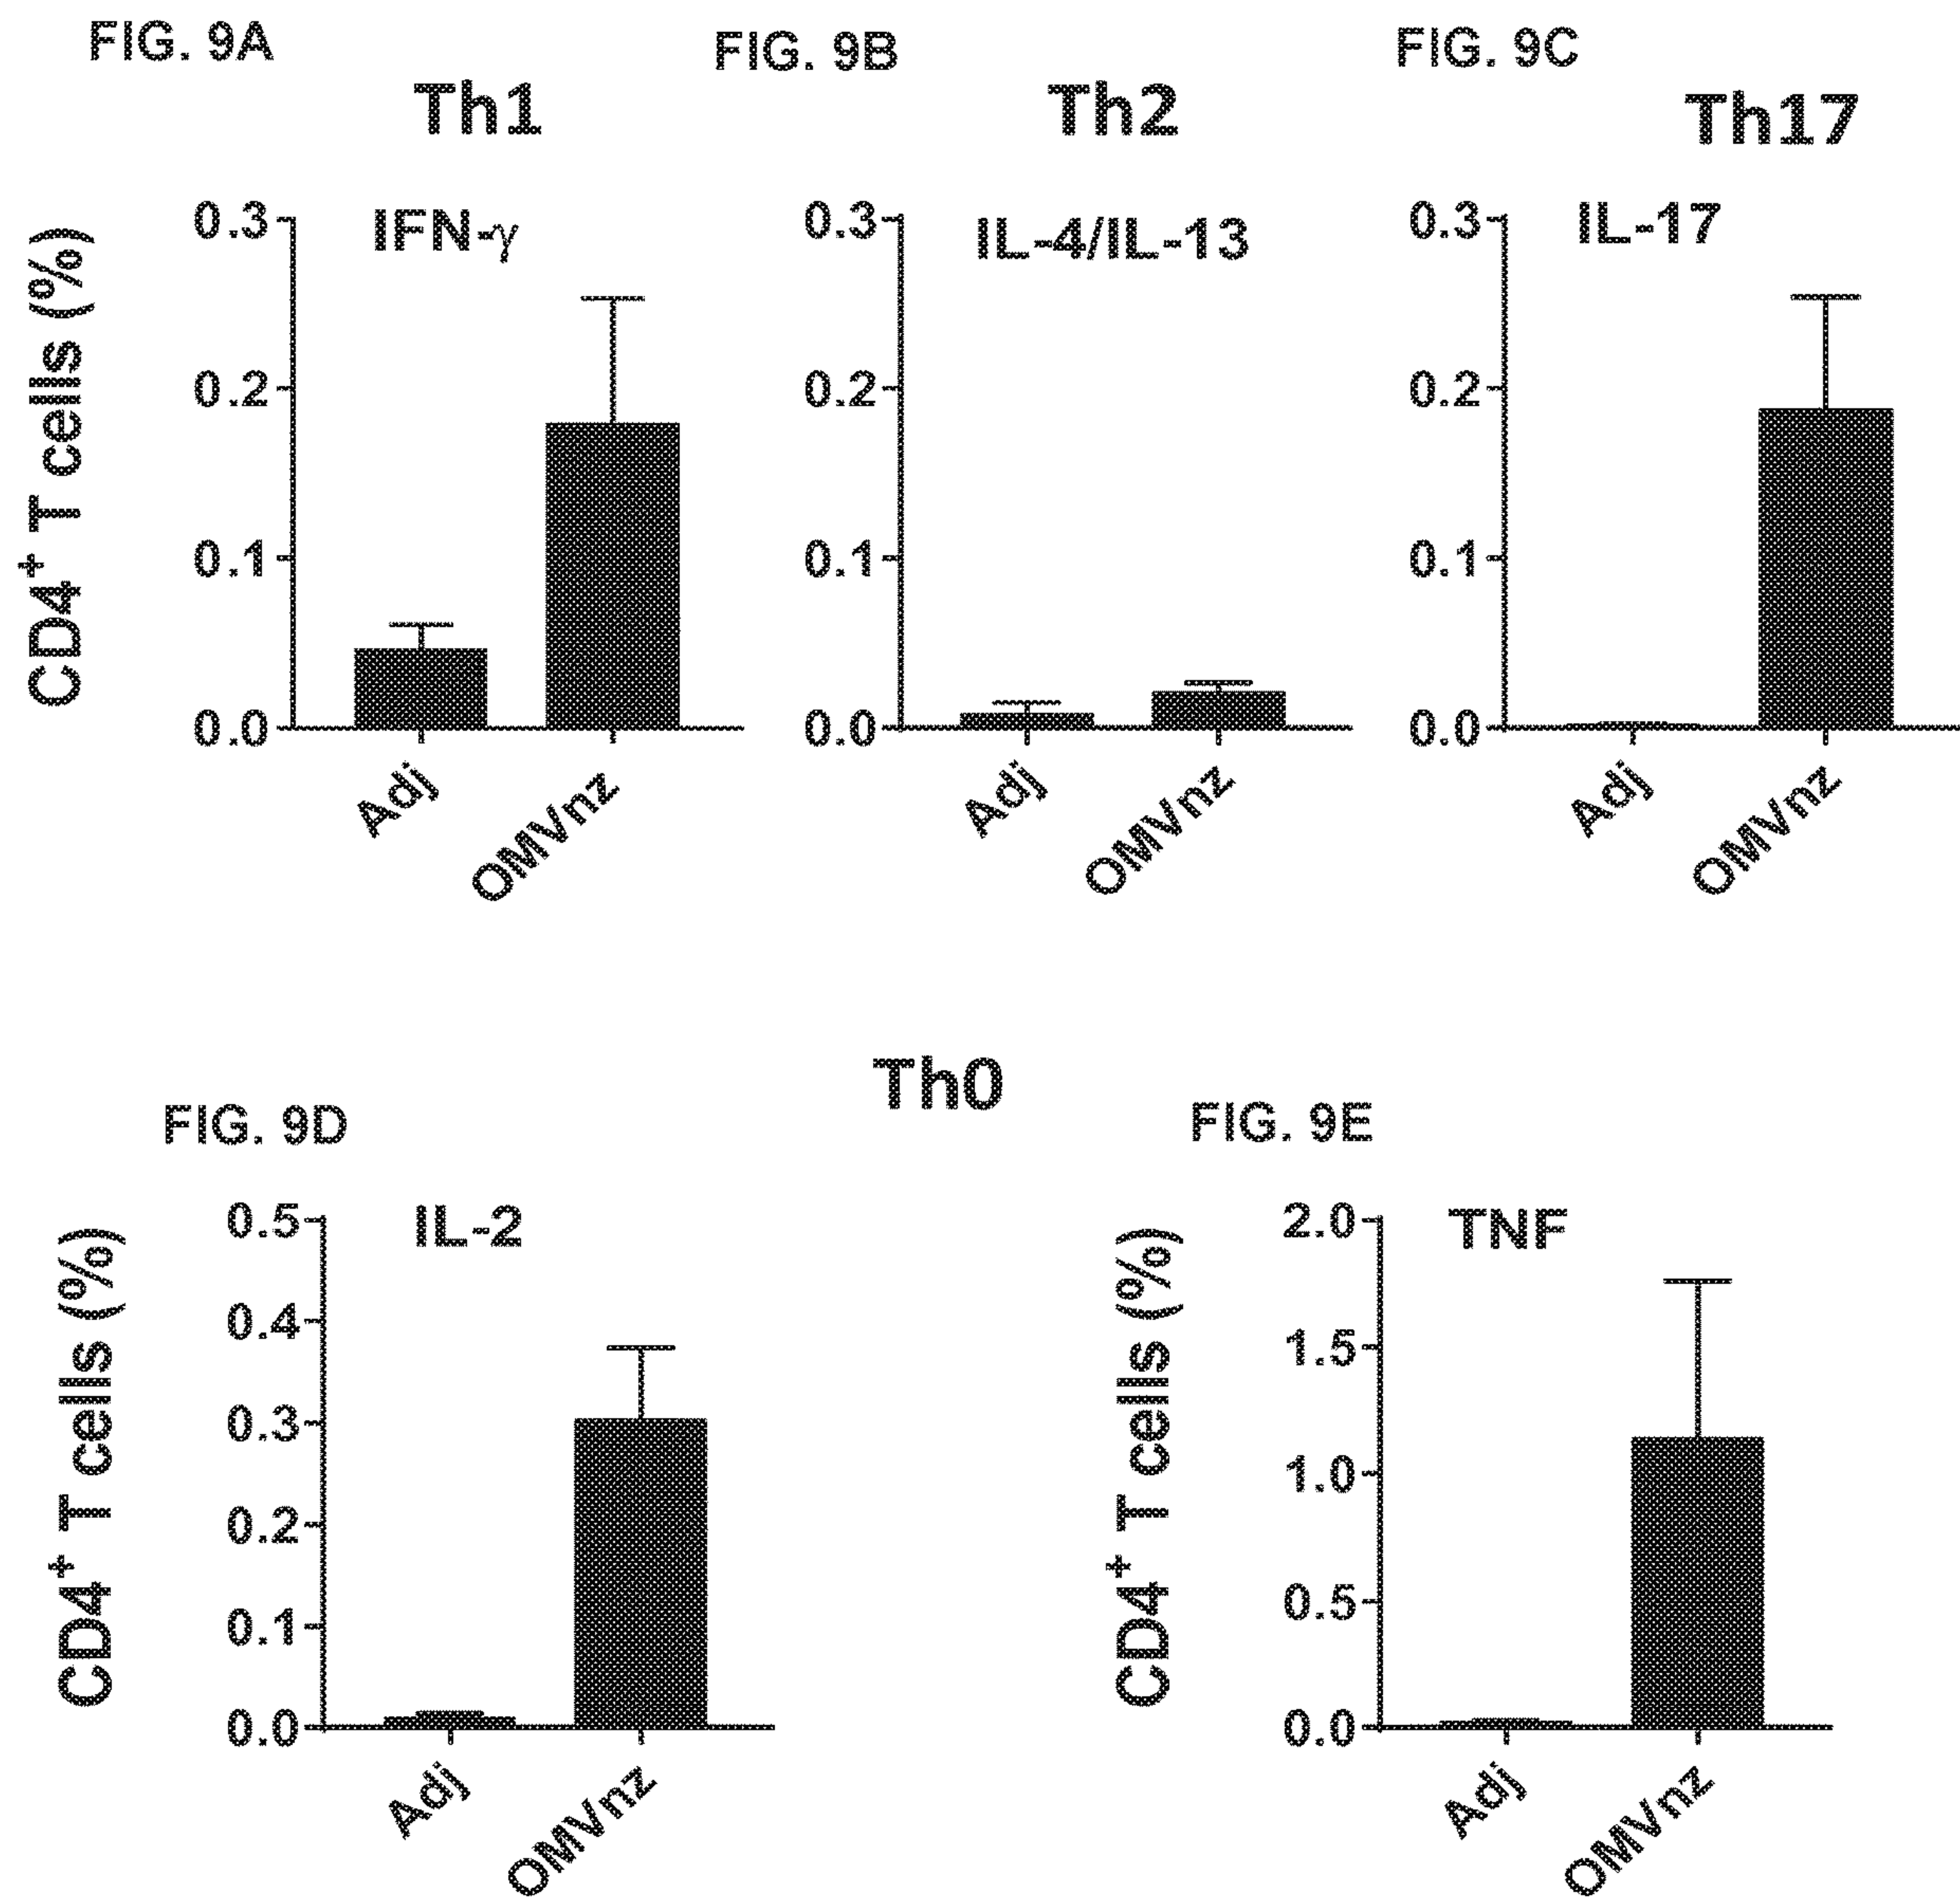 FIG. 9A
Th1
IFN-γ
CD4⁺ T cells (%)
0.3
0.2
0.1
0.0
Adj
OMVnz
FIG. 9B
Th2
IL-4/IL-13
0.3
0.2
0.1
0.0
Adj
OMVnz
FIG. 9C
Th17
IL-17
0.3
0.2
0.1
0.0
Adj
OMVnz
Th0
FIG. 9D
IL-2
CD4⁺ T cells (%)
0.5
0.4
0.3
0.2
0.1
0.0
Adj
OMVnz
FIG. 9E
TNF
CD4⁺ T cells (%)
2.0
1.5
1.0
0.5
0.0
Adj
OMVnz